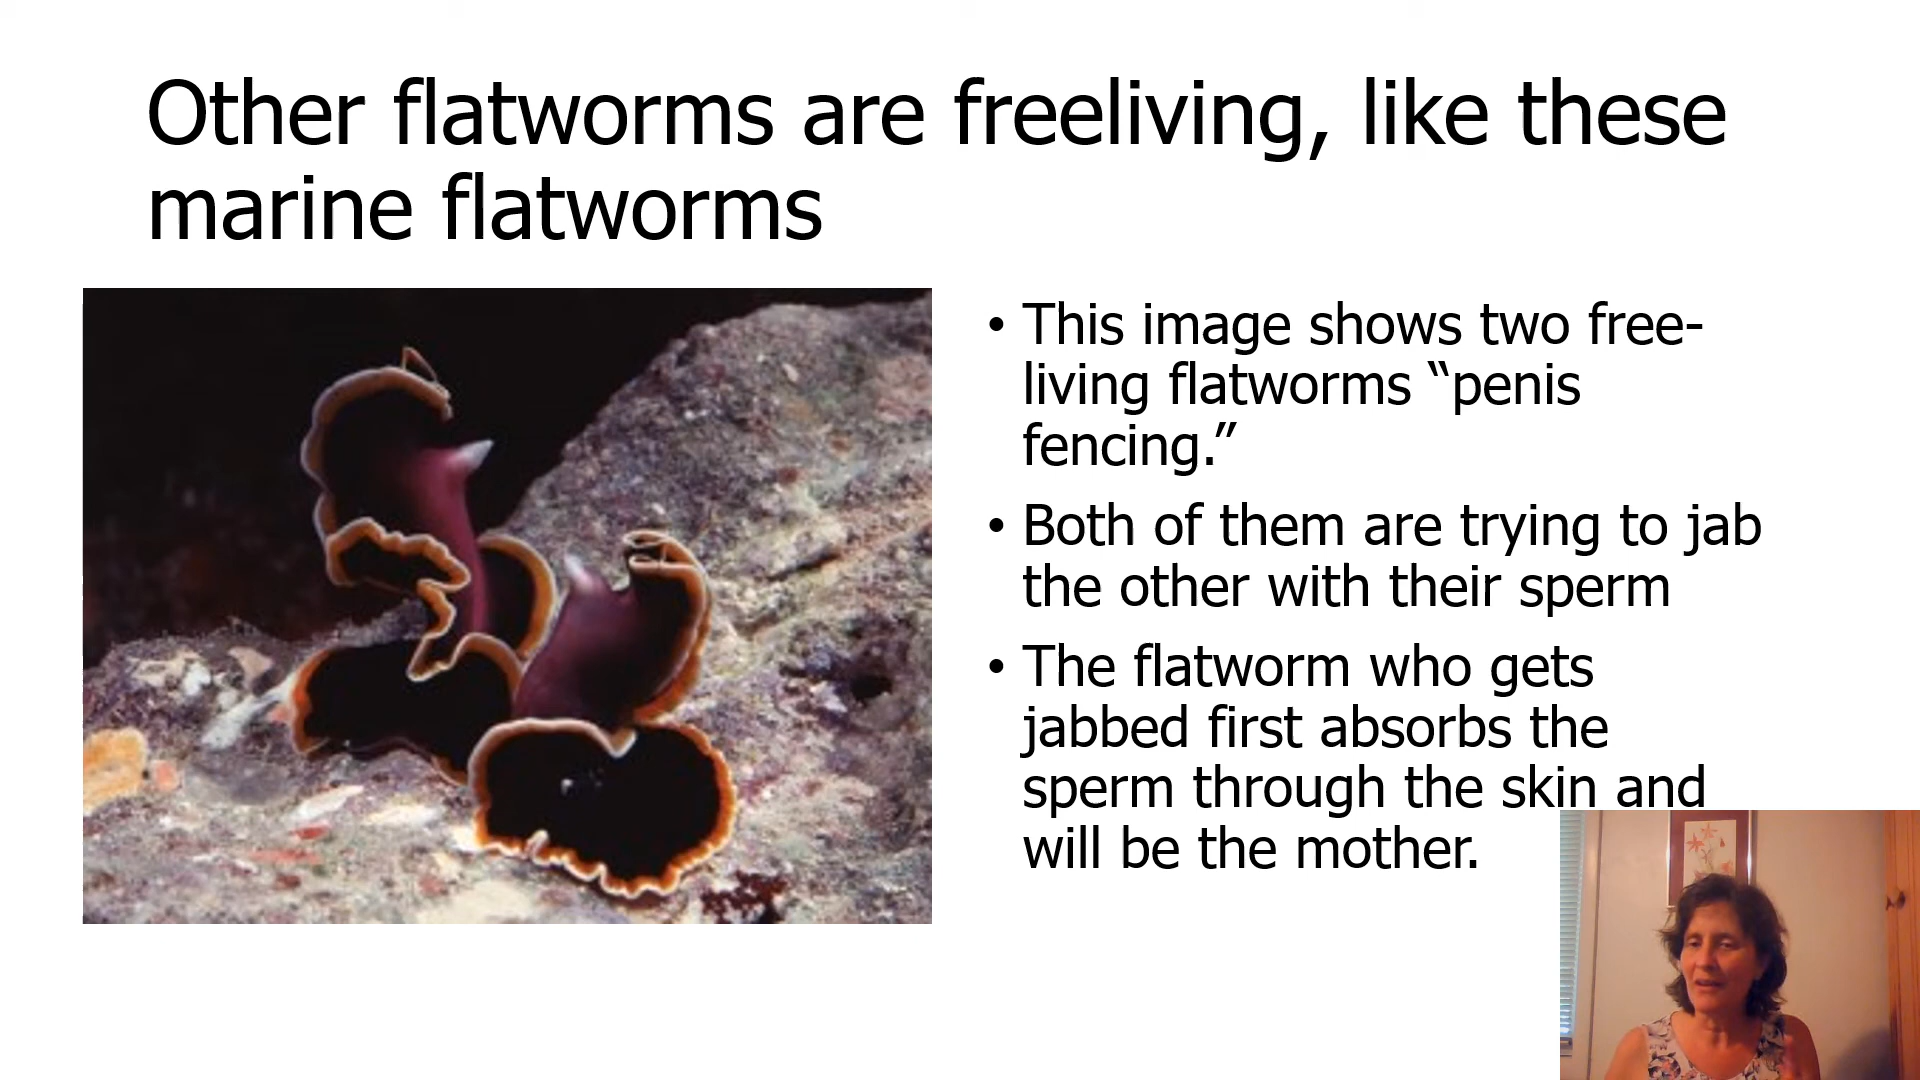 Other flatworms are freeliving, like these
marine flatworms
• This image shows two free-
living flatworms “penis
fencing.”
• Both of them are trying to jab
the other with their sperm
• The flatworm who gets
jabbed first absorbs the
sperm through the skin and
will be the mother.